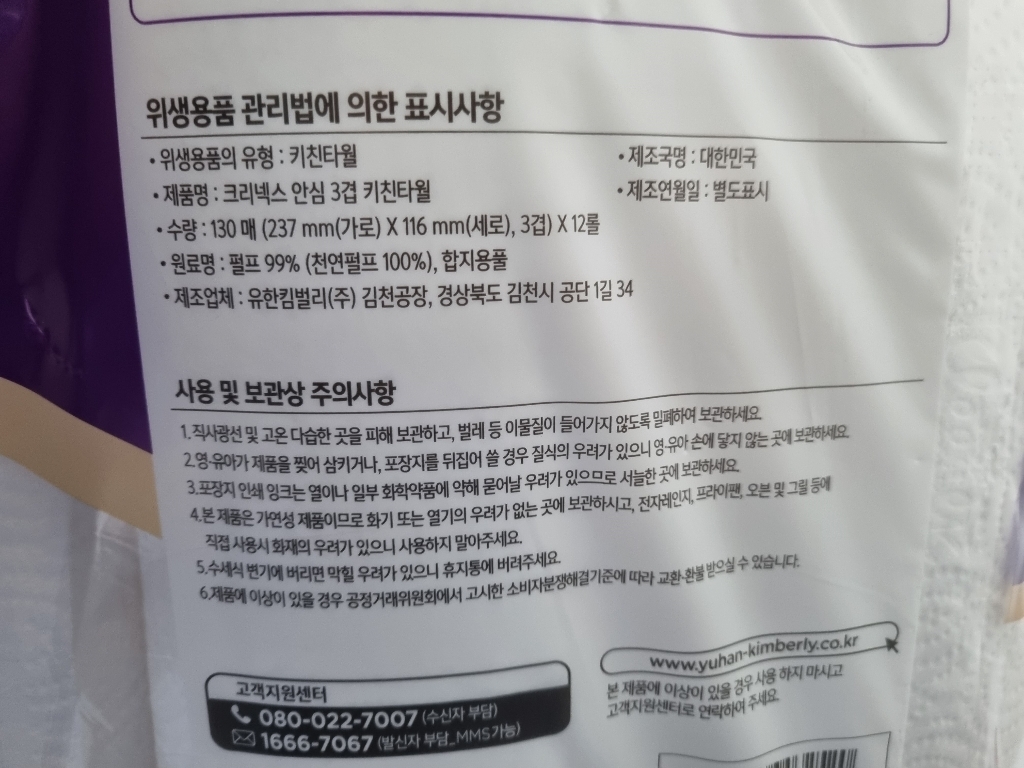 위생용품 관리법에 의한 표시사항
• 위생용품의 유형 : 키친타월
• 제조국명 : 대한민국
• 제품명 : 크리넥스 안심 3겹 키친타월
• 제조연월일 : 별도표시
• 수량 : 130 매 (237 mm(가로) X 116 mm(세로), 3겹) X 12롤
• 원료명 : 펄프 99% (천연펄프 100%), 합지용풀
• 제조업체 : 유한킴벌리(주) 김천공장, 경상북도 김천시 공단 1길 34
사용 및 보관상 주의사항
1.직사광선 및 고온 다습한 곳을 피해 보관하고, 벌레 등 이물질이 들어가지 않도록 밀폐하여 보관하세요.
2.영·유아가 제품을 찢어 삼키거나, 포장지를 뒤집어 쓸 경우 질식의 우려가 있으니 영·유아 손에 닿지 않는 곳에 보관하세요.
3.포장지 인쇄 잉크는 열이나 일부 화학약품에 약해 묻어날 우려가 있으므로 서늘한 곳에 보관하세요.
4.본 제품은 가연성 제품이므로 화기 또는 열기의 우려가 없는 곳에 보관하시고, 전자레인지, 프라이팬, 오븐 및 그릴 등에
직접 사용시 화재의 우려가 있으니 사용하지 말아주세요.
5.수세식 변기에 버리면 막힐 우려가 있으니 휴지통에 버려주세요.
6.제품에 이상이 있을 경우 공정거래위원회에서 고시한 소비자분쟁해결기준에 따라 교환·환불 받으실 수 있습니다.
www.yuhan-kimberly.co.kr
본 제품에 이상이 있을 경우 사용 하지 마시고
고객지원센터로 연락하여 주세요.
고객지원센터
080-022-7007 (수신자 부담)
1666-7067 (발신자 부담_MMS가능)